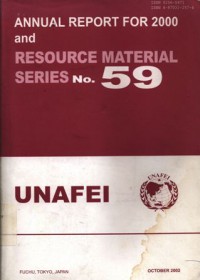 ANNUAL REPORT FOR 2000
and
RESOURCE MATERIAL
SERIES No. 59
UNAFEI
UNAFEI
FUCHU, TOKYO, JAPAN
OCTOBER 2002